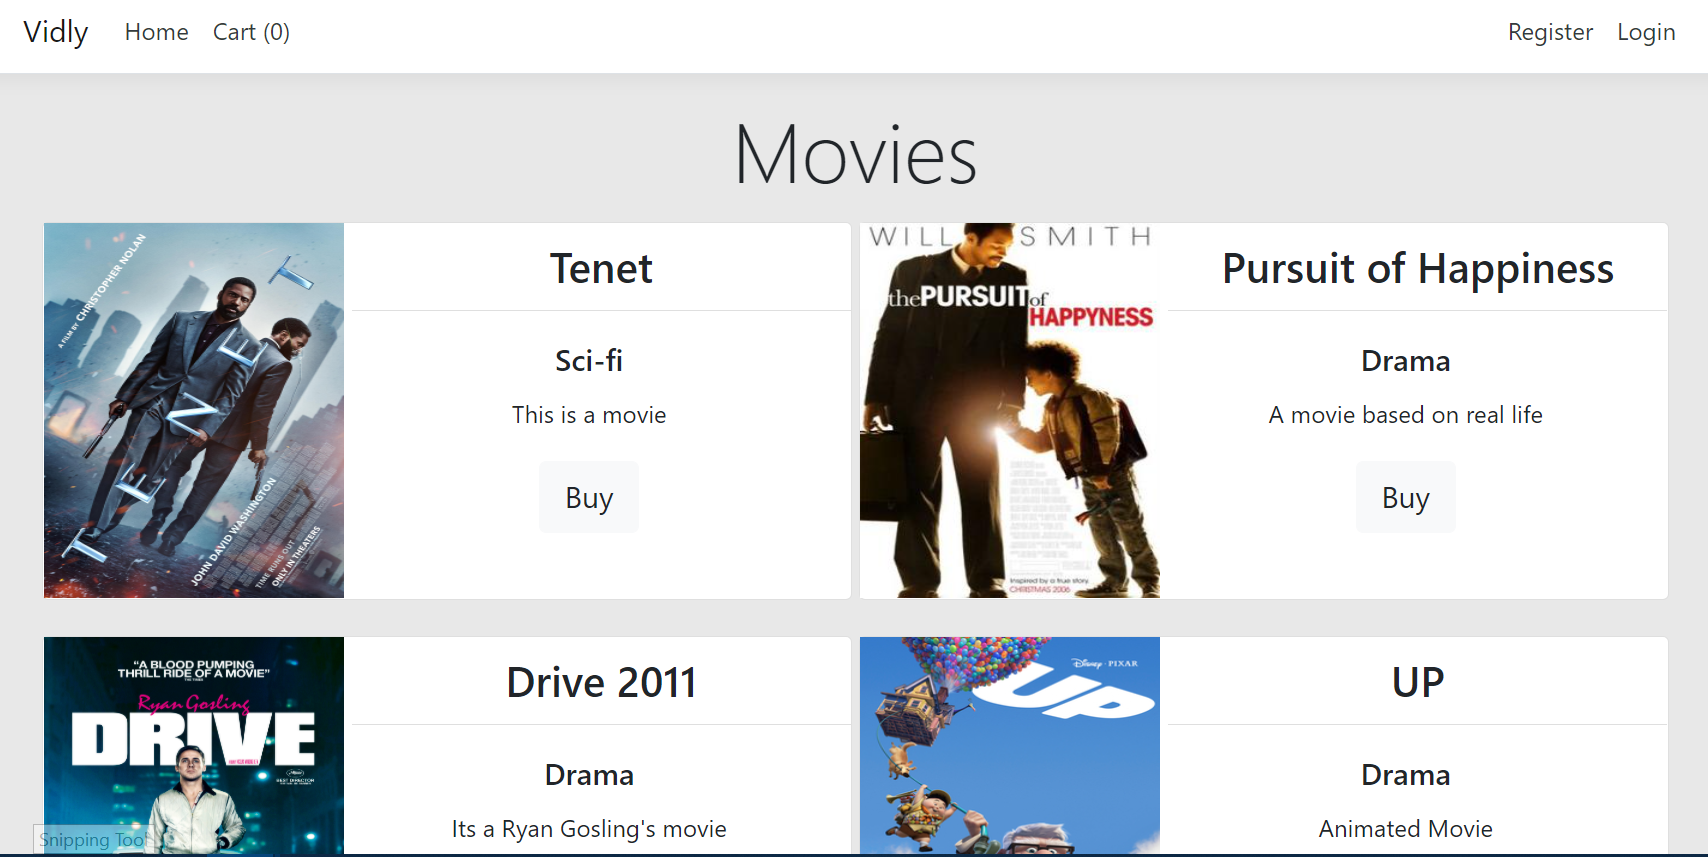 Vidly Home Cart (0) Register Login
Movies
A FILM BY CHRISTOPHER NOLAN
TENET
JOHN DAVID WASHINGTON
TIME RUNS OUT
ONLY IN THEATERS
Tenet
Sci-fi
This is a movie
Buy
WILL SMITH
the PURSUIT of
HAPPYNESS
Inspired by a true story.
CHRISTMAS 2006
Pursuit of Happiness
Drama
A movie based on real life
Buy
"A BLOOD PUMPING
THRILL RIDE OF A MOVIE"
Ryan Gosling
DRIVE
BEST DIRECTOR
Drive 2011
Drama
Its a Ryan Gosling's movie
Snipping Too
Disney · PIXAR
UP
UP
Drama
Animated Movie